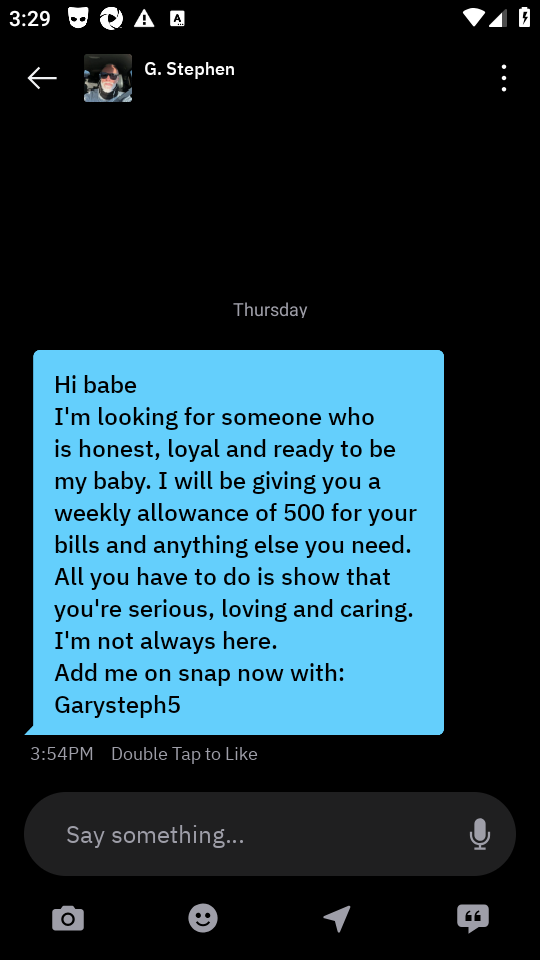 3:29
G. Stephen
Thursday
Hi babe
I'm looking for someone who
is honest, loyal and ready to be
my baby. I will be giving you a
weekly allowance of 500 for your
bills and anything else you need.
All you have to do is show that
you're serious, loving and caring.
I'm not always here.
Add me on snap now with:
Garysteph5
3:54PM Double Tap to Like
Say something...